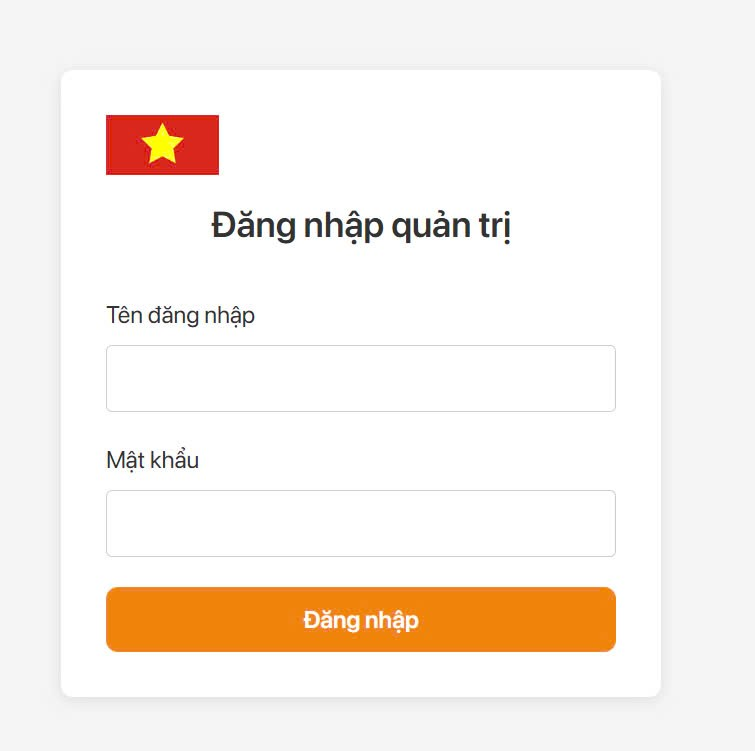 Đăng nhập quản trị
Tên đăng nhập
Mật khẩu
Đăng nhập